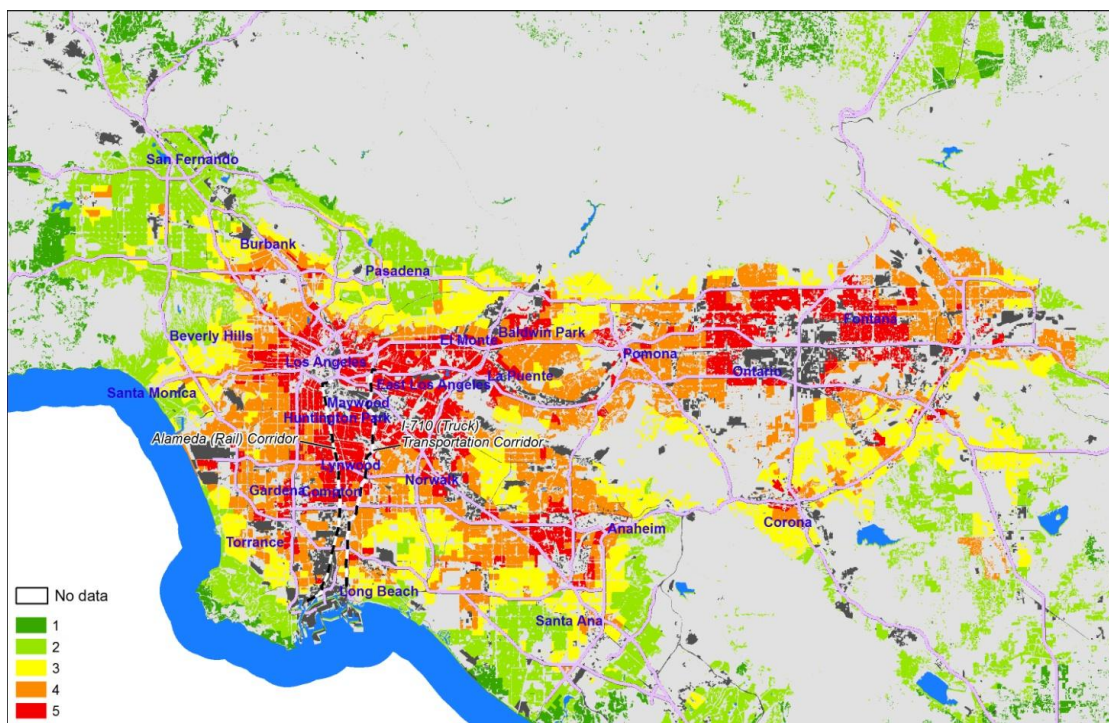 San Fernando
Burbank
Pasadena
Beverly Hills
Los Angeles
El Monte
Baldwin Park
Fontana
Pomona
Ontario
La Puente
East Los Angeles
Santa Monica
Maywood
Huntington Park
I-710 (Truck)
Transportation Corridor
Alameda (Rail) Corridor
Lynwood
Norwalk
Gardena
Compton
Corona
Anaheim
Torrance
Long Beach
Santa Ana
No data
1
2
3
4
5